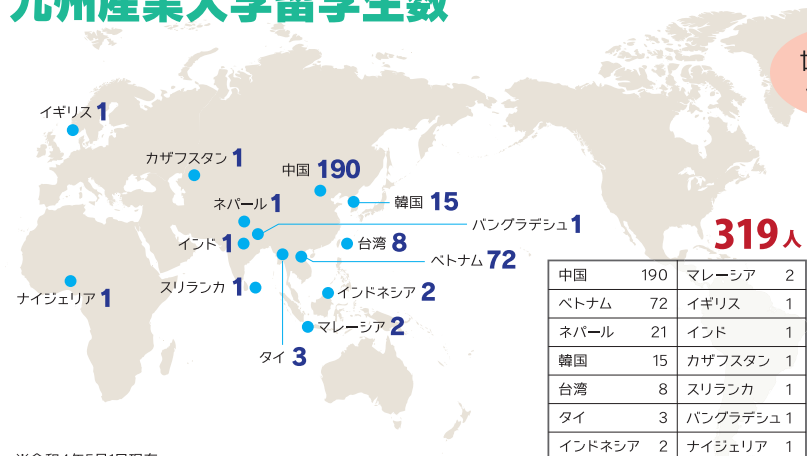 九州産業大学留学生数
イギリス 1
カザフスタン 1
中国 190
ネパール 1
韓国 15
バングラデシュ 1
インド 1
台湾 8
ベトナム 72
ナイジェリア 1
スリランカ 1
インドネシア 2
マレーシア 2
タイ 3
319人
中国 190 マレーシア 2
ベトナム 72 イギリス 1
ネパール 21 インド 1
韓国 15 カザフスタン 1
台湾 8 スリランカ 1
タイ 3 バングラデシュ 1
インドネシア 2 ナイジェリア 1